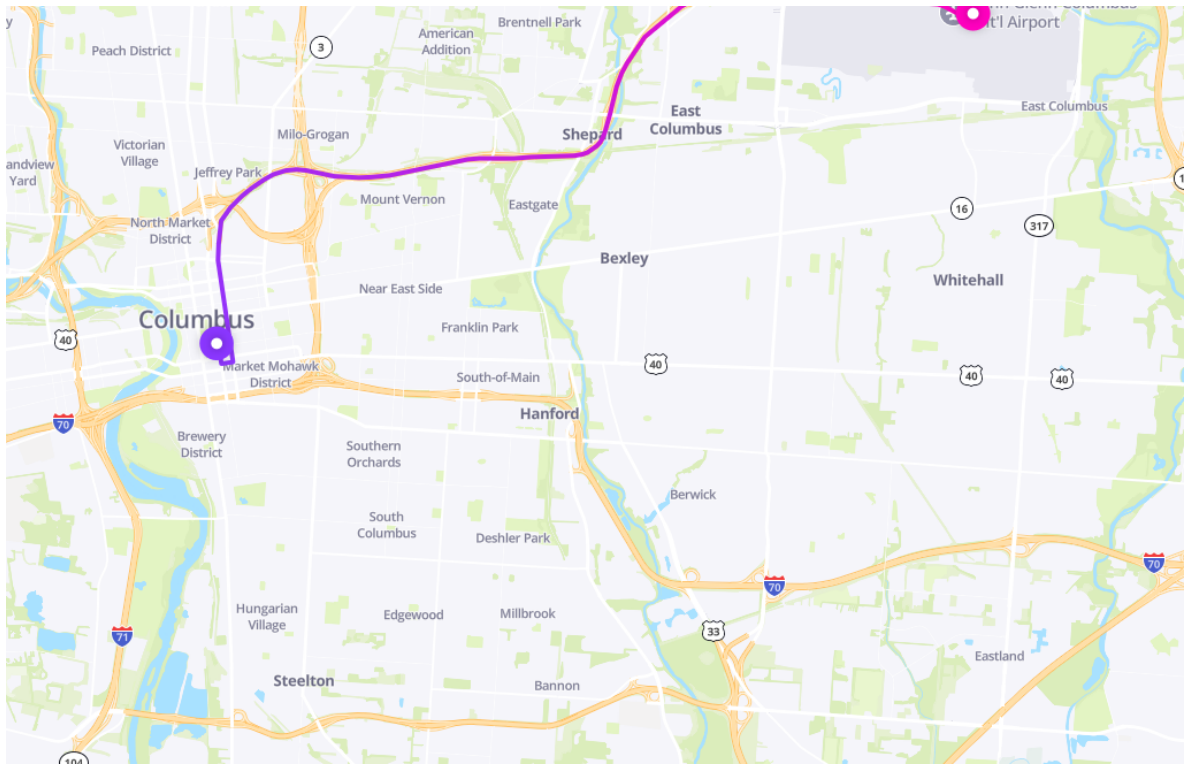 Brentnell Park
Int'l Airport
Peach District
American
Addition
3
East Columbus
East
Columbus
Shepard
Milo-Grogan
Victorian
Village
Yard
Jeffrey Park
Mount Vernon
Eastgate
16
North Market
District
317
Bexley
Whitehall
Near East Side
Columbus
Franklin Park
40
Market Mohawk
District
South-of-Main
40
40
40
Hanford
70
Brewery
District
Southern
Orchards
Berwick
South
Columbus
Deshler Park
70
70
Hungarian
Village
Edgewood
Millbrook
33
71
Eastland
Steelton
Bannon
104